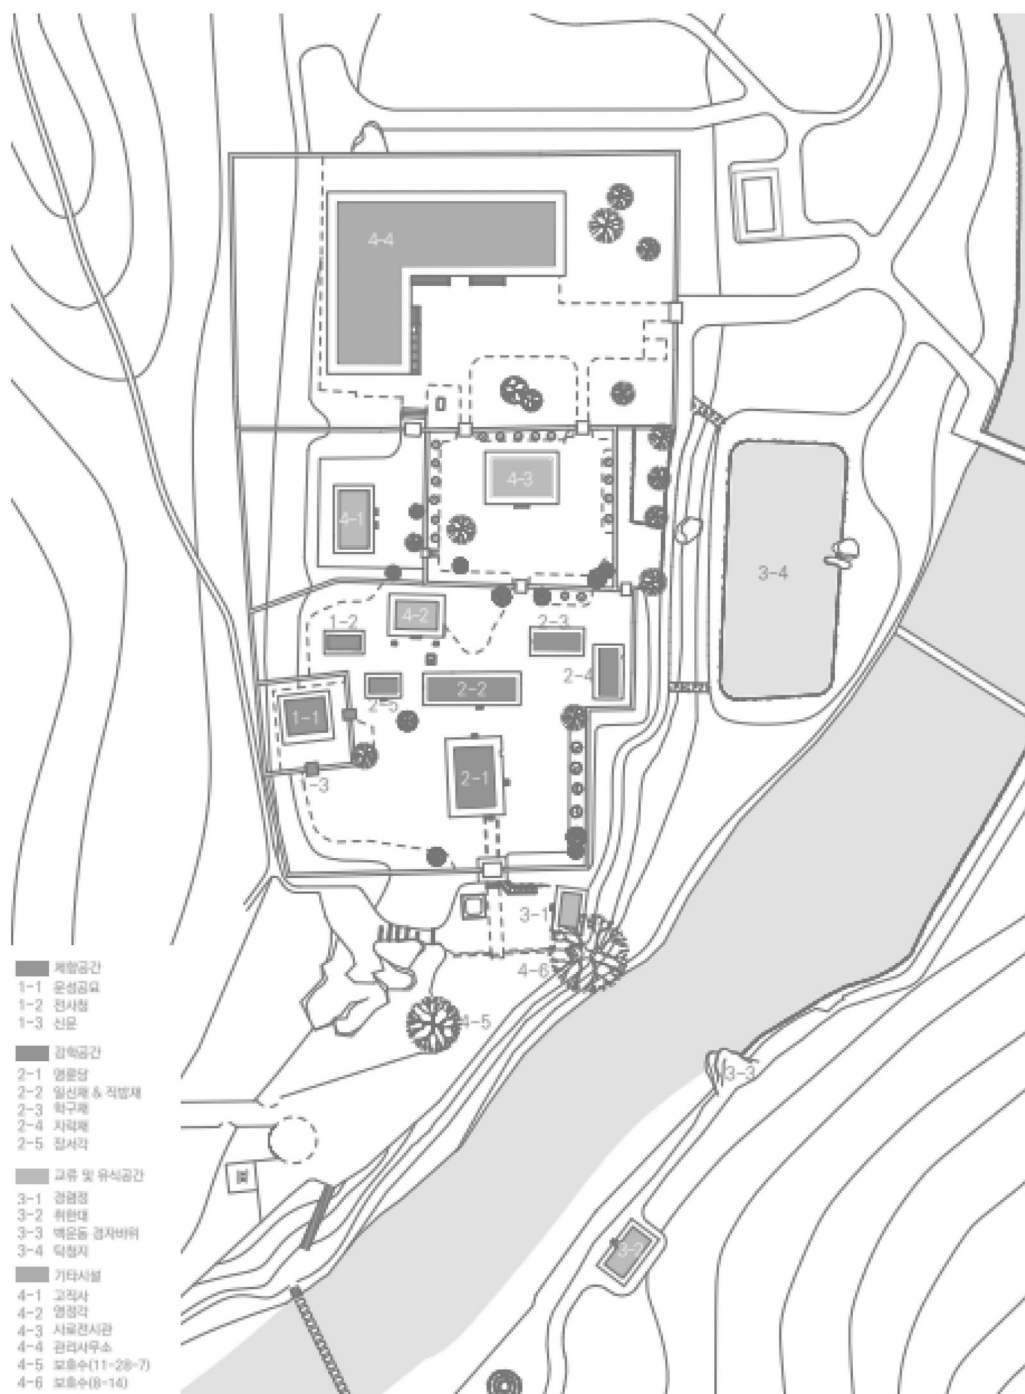 4-4
4-3
4-1
3-4
4-2
1-2
2-3
2-4
2-2
2-5
1-1
-3
2-1
3-1
4-6
4-5
3-3
3-2
제향공간
1-1 문성공묘
1-2 전사청
1-3 신문
강학공간
2-1 명륜당
2-2 일신재 & 직방재
2-3 학구재
2-4 지락재
2-5 장서각
교류 및 유식공간
3-1 경렴정
3-2 취한대
3-3 백운동 경자바위
3-4 탁청지
기타시설
4-1 고직사
4-2 영정각
4-3 사료전시관
4-4 관리사무소
4-5 보호수(11-28-7)
4-6 보호수(8-14)